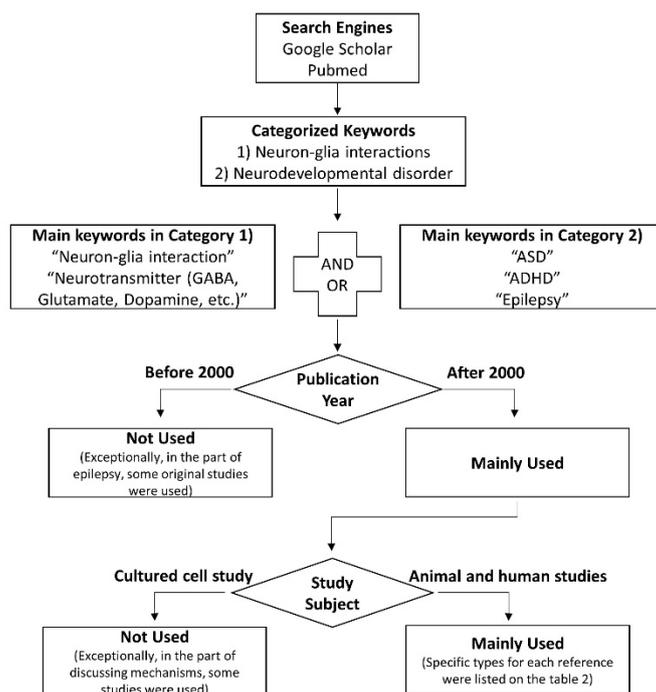 Search Engines
Google Scholar
Pubmed
Categorized Keywords
1) Neuron-glia interactions
2) Neurodevelopmental disorder
Main keywords in Category 1)
“Neuron-glia interaction”
“Neurotransmitter (GABA,
Glutamate, Dopamine, etc.)”
AND
OR
Main keywords in Category 2)
“ASD”
“ADHD”
“Epilepsy”
Before 2000
Publication
Year
After 2000
Not Used
(Exceptionally, in the part of
epilepsy, some original studies
were used)
Mainly Used
Cultured cell study
Study
Subject
Animal and human studies
Not Used
(Exceptionally, in the part of
discussing mechanisms, some
studies were used)
Mainly Used
(Specific types for each reference
were listed on the table 2)